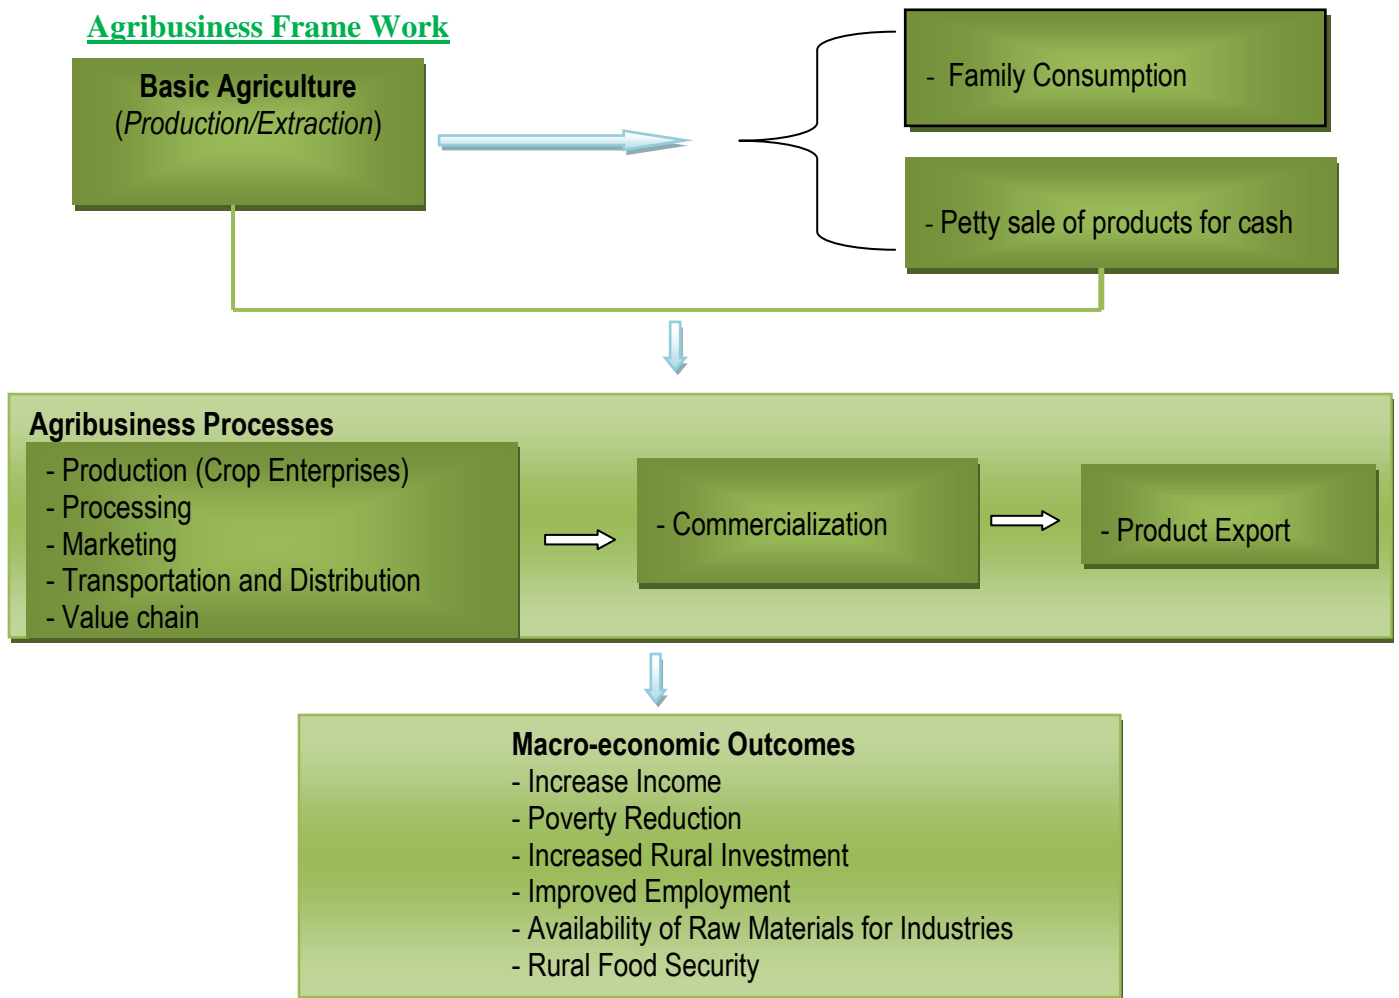 Agribusiness Frame Work
Basic Agriculture
(Production/Extraction)
- Family Consumption
- Petty sale of products for cash
Agribusiness Processes
- Production (Crop Enterprises)
- Processing
- Marketing
- Transportation and Distribution
- Value chain
- Commercialization
- Product Export
Macro-economic Outcomes
- Increase Income
- Poverty Reduction
- Increased Rural Investment
- Improved Employment
- Availability of Raw Materials for Industries
- Rural Food Security